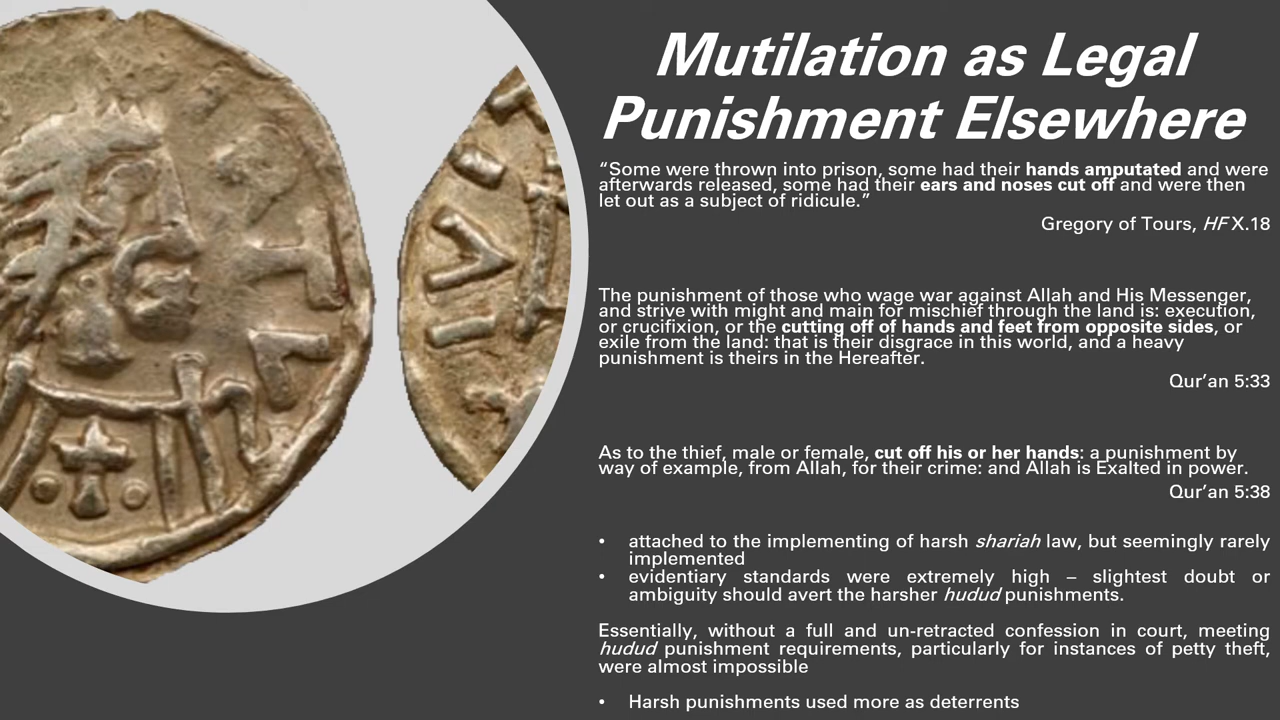 Mutilation as Legal
Punishment Elsewhere
“Some were thrown into prison, some had their hands amputated and were
afterwards released, some had their ears and noses cut off and were then
let out as a subject of ridicule.”
Gregory of Tours, HF X.18
The punishment of those who wage war against Allah and His Messenger,
and strive with might and main for mischief through the land is: execution,
or crucifixion, or the cutting off of hands and feet from opposite sides, or
exile from the land: that is their disgrace in this world, and a heavy
punishment is theirs in the Hereafter.
Qur’an 5:33
As to the thief, male or female, cut off his or her hands: a punishment by
way of example, from Allah, for their crime: and Allah is Exalted in power.
Qur’an 5:38
• attached to the implementing of harsh shariah law, but seemingly rarely
implemented
• evidentiary standards were extremely high – slightest doubt or
ambiguity should avert the harsher hudud punishments.
Essentially, without a full and un-retracted confession in court, meeting
hudud punishment requirements, particularly for instances of petty theft,
were almost impossible
• Harsh punishments used more as deterrents